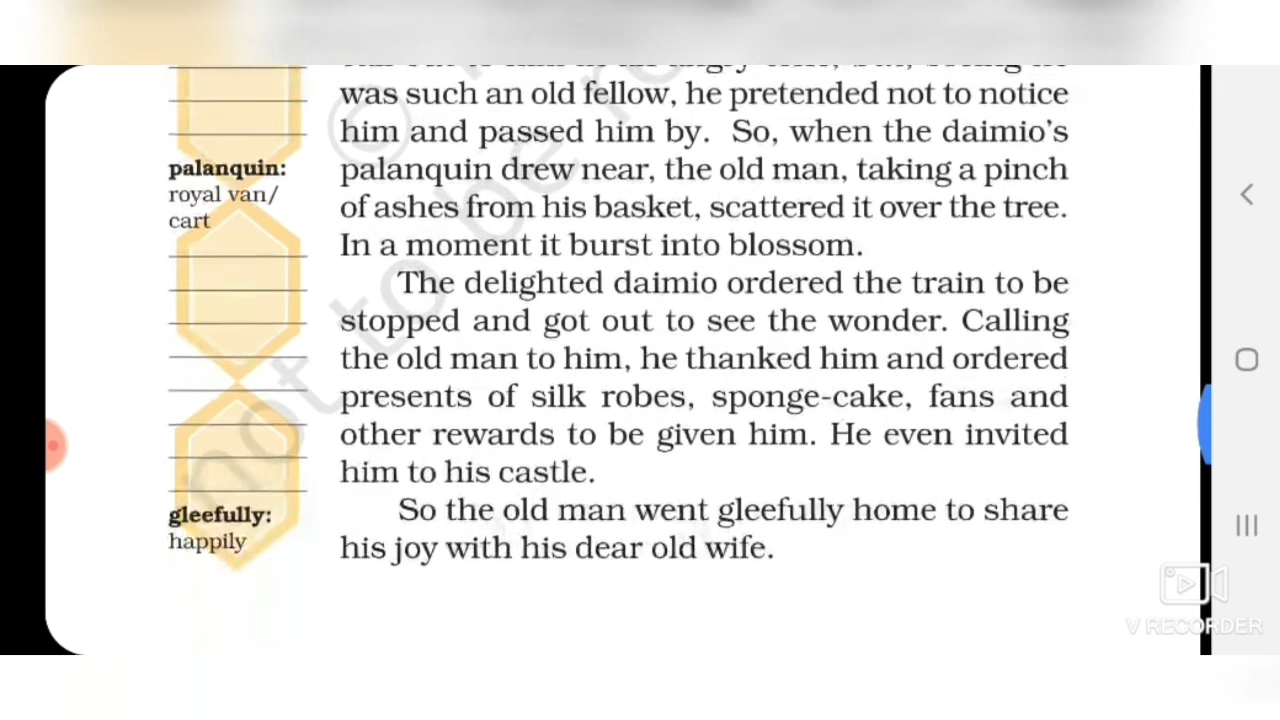 was such an old fellow, he pretended not to notice
him and passed him by. So, when the daimio's
palanquin drew near, the old man, taking a pinch
of ashes from his basket, scattered it over the tree.
In a moment it burst into blossom.
The delighted daimio ordered the train to be
stopped and got out to see the wonder. Calling
the old man to him, he thanked him and ordered
presents of silk robes, sponge-cake, fans and
other rewards to be given him. He even invited
him to his castle.
So the old man went gleefully home to share
his joy with his dear old wife.
palanquin:
royal van/
cart
gleefully:
happily
not to be re
V RECORDER